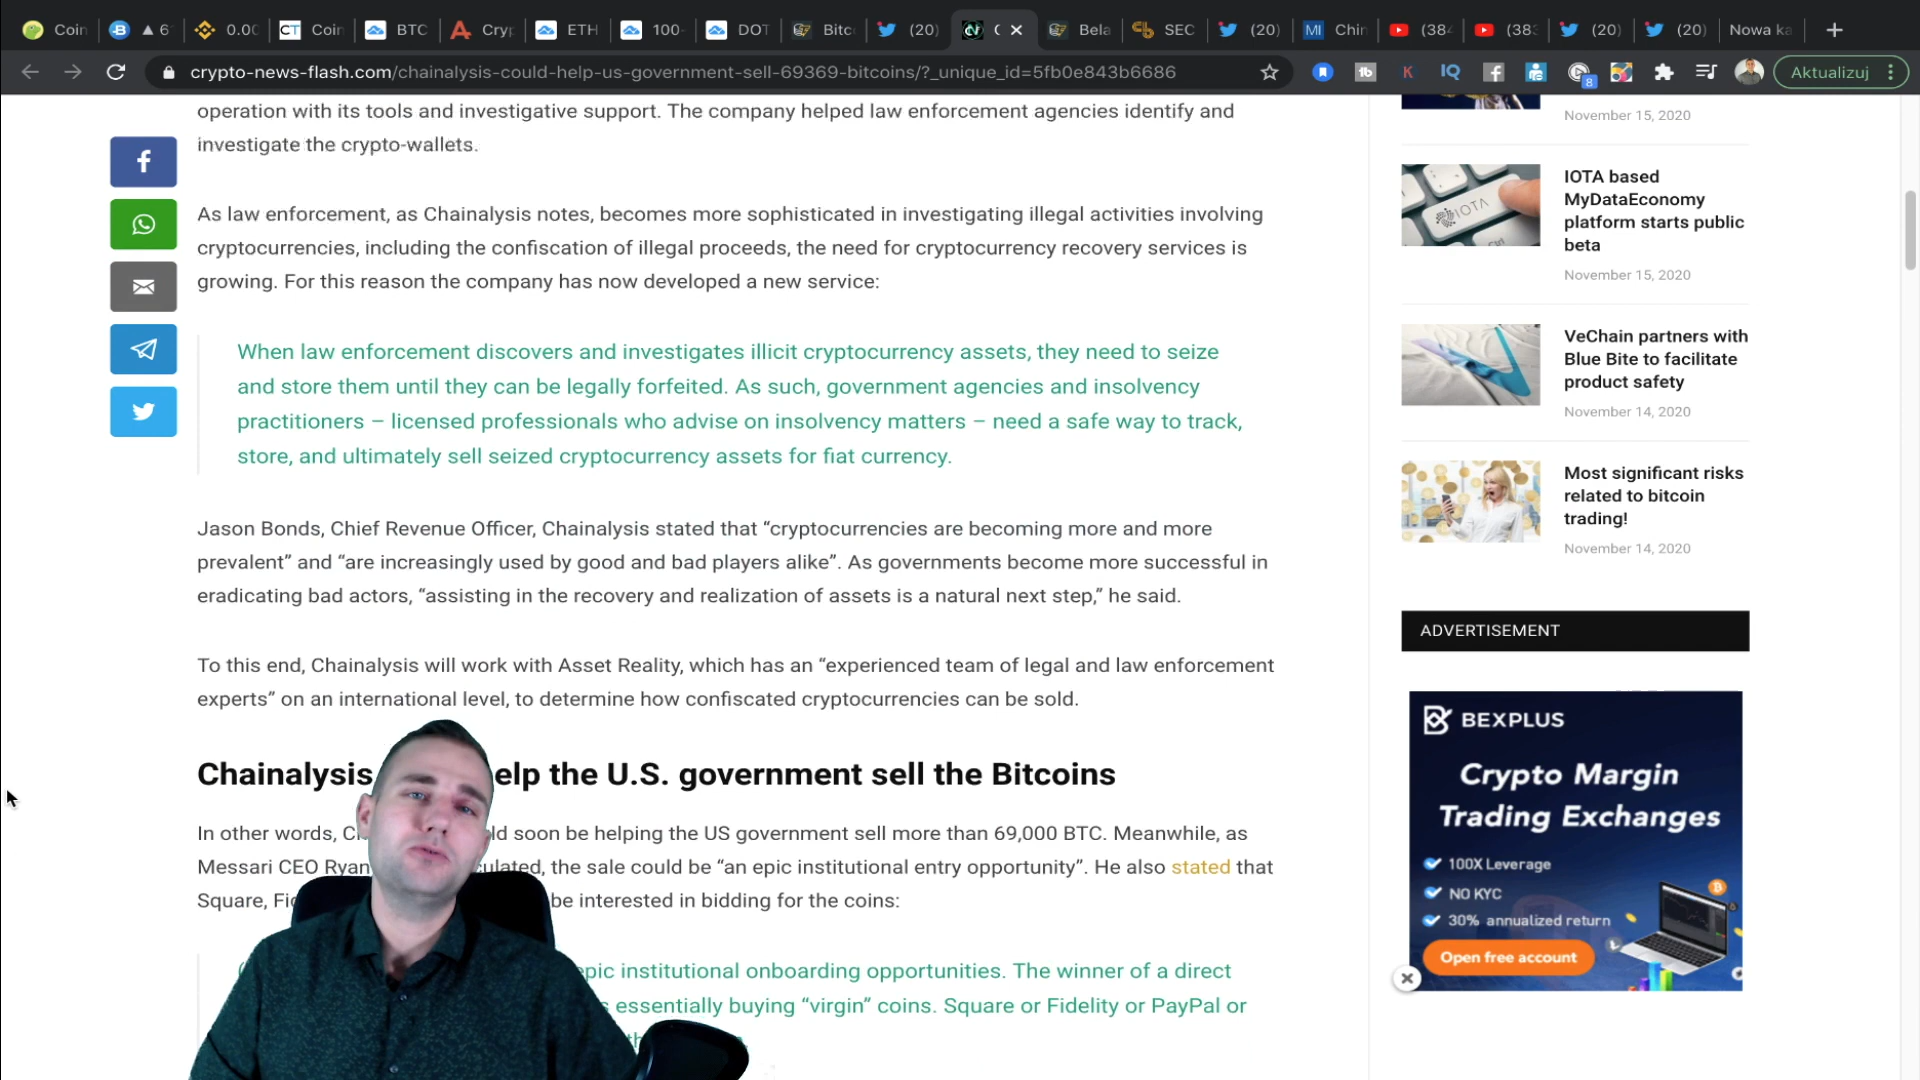 Coin
6
0.00
CT Coin
BTC
Cryp
ETH
100-
DOT
Bitc
(20)
Bela
SEC
(20)
MI Chin
(384
(383
(20)
(20)
Nowa ka
crypto-news-flash.com/chainalysis-could-help-us-government-sell-69369-bitcoins/?_unique_id=5fb0e843b6686
IQ
8
Aktualizuj
operation with its tools and investigative support. The company helped law enforcement agencies identify and
investigate the crypto-wallets.
As law enforcement, as Chainalysis notes, becomes more sophisticated in investigating illegal activities involving
cryptocurrencies, including the confiscation of illegal proceeds, the need for cryptocurrency recovery services is
growing. For this reason the company has now developed a new service:
When law enforcement discovers and investigates illicit cryptocurrency assets, they need to seize
and store them until they can be legally forfeited. As such, government agencies and insolvency
practitioners – licensed professionals who advise on insolvency matters – need a safe way to track,
store, and ultimately sell seized cryptocurrency assets for fiat currency.
Jason Bonds, Chief Revenue Officer, Chainalysis stated that “cryptocurrencies are becoming more and more
prevalent” and “are increasingly used by good and bad players alike”. As governments become more successful in
eradicating bad actors, “assisting in the recovery and realization of assets is a natural next step,” he said.
To this end, Chainalysis will work with Asset Reality, which has an “experienced team of legal and law enforcement
experts” on an international level, to determine how confiscated cryptocurrencies can be sold.
Chainalysis elp the U.S. government sell the Bitcoins
In other words, C ld soon be helping the US government sell more than 69,000 BTC. Meanwhile, as
Messari CEO Ryan culated, the sale could be “an epic institutional entry opportunity”. He also stated that
Square, Fi be interested in bidding for the coins:
epic institutional onboarding opportunities. The winner of a direct
s essentially buying “virgin” coins. Square or Fidelity or PayPal or
November 15, 2020
IOTA
Ctrl
IOTA based
MyDataEconomy
platform starts public
beta
November 15, 2020
VeChain partners with
Blue Bite to facilitate
product safety
November 14, 2020
Most significant risks
related to bitcoin
trading!
November 14, 2020
ADVERTISEMENT
BEXPLUS
Crypto Margin
Trading Exchanges
100X Leverage
NO KYC
30% annualized return
Open free account